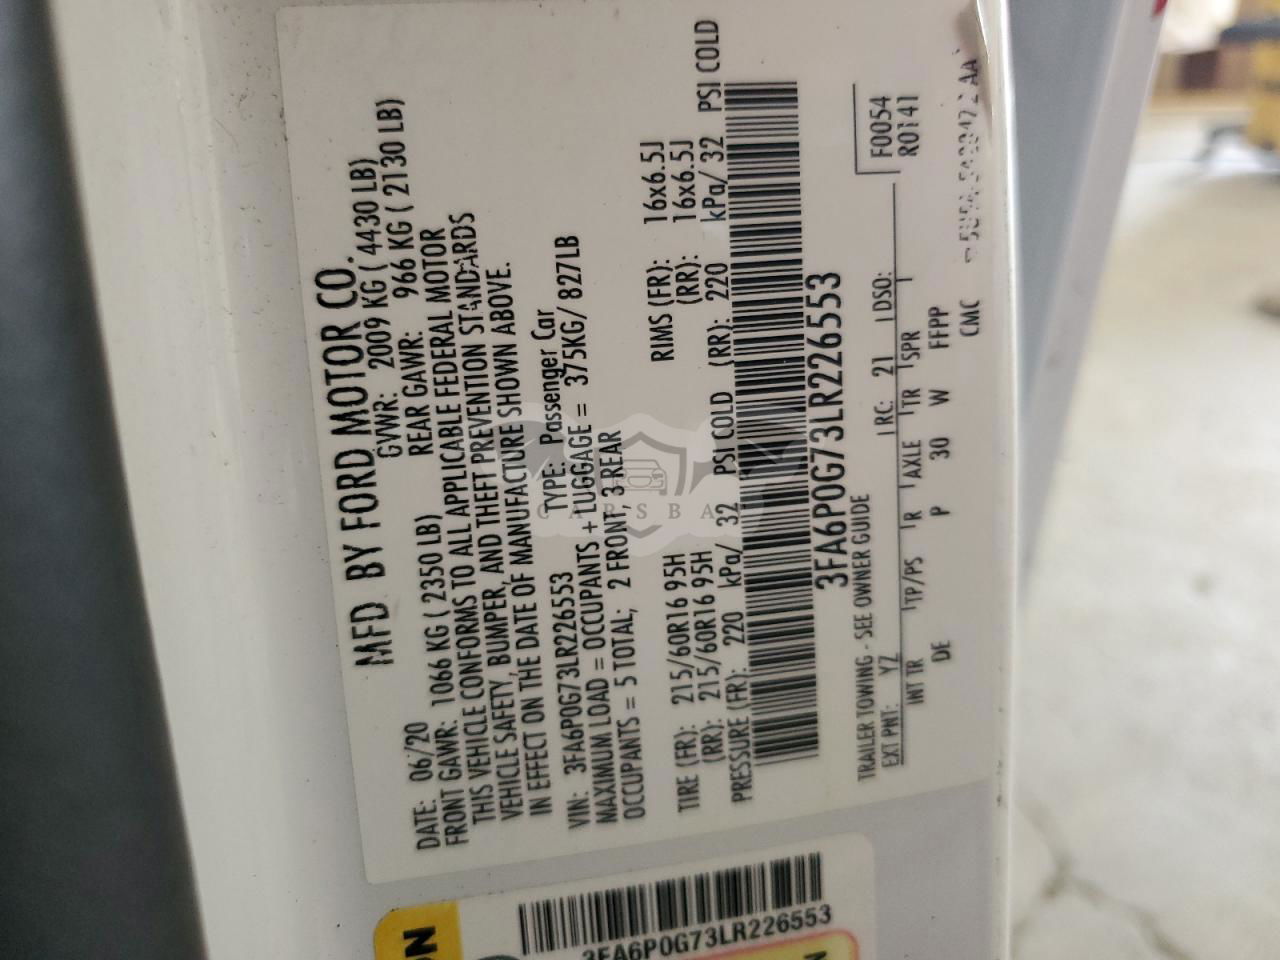 MFD BY FORD MOTOR CO.
DATE: 06/20 GVWR: 2009 KG ( 4430 LB)
FRONT GAWR: 1066 KG ( 2350 LB) REAR GAWR: 966 KG ( 2130 LB)
THIS VEHICLE CONFORMS TO ALL APPLICABLE FEDERAL MOTOR
VEHICLE SAFETY, BUMPER, AND THEFT PREVENTION STANDARDS
IN EFFECT ON THE DATE OF MANUFACTURE SHOWN ABOVE.
VIN: 3FA6P0G73LR226553 TYPE: Passenger Car
MAXIMUM LOAD = OCCUPANTS + LUGGAGE = 375KG/ 827LB
OCCUPANTS = 5 TOTAL; 2 FRONT, 3 REAR
TIRE (FR): 215/60R16 95H RIMS (FR): 16x6.5J
(RR): 215/60R16 95H (RR): 16x6.5J
PRESSURE (FR): 220 kPa/ 32 PSI COLD (RR): 220 kPa/ 32 PSI COLD
3FA6P0G73LR226553
TRAILER TOWING - SEE OWNER GUIDE
F0054
R0141
EXT PNT: YZ RC: 21 DSO:
INT TR TP/PS R AXLE TR SPR
DE P 30 W FFPP
CMC
CARSBA
3FA6P0G73LR226553